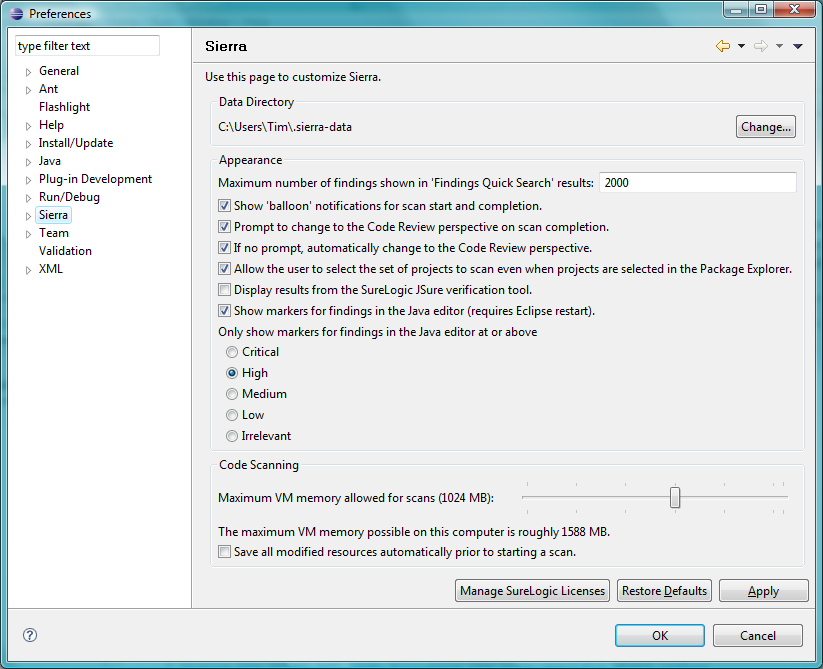 Preferences
type filter text
General
Ant
Flashlight
Help
Install/Update
Java
Plug-in Development
Run/Debug
Sierra
Team
Validation
XML
Sierra
Use this page to customize Sierra.
Data Directory
C:\Users\Tim\.sierra-data
Change...
Appearance
Maximum number of findings shown in 'Findings Quick Search' results: 2000
Show 'balloon' notifications for scan start and completion.
Prompt to change to the Code Review perspective on scan completion.
If no prompt, automatically change to the Code Review perspective.
Allow the user to select the set of projects to scan even when projects are selected in the Package Explorer.
Display results from the SureLogic JSure verification tool.
Show markers for findings in the Java editor (requires Eclipse restart).
Only show markers for findings in the Java editor at or above
Critical
High
Medium
Low
Irrelevant
Code Scanning
Maximum VM memory allowed for scans (1024 MB):
The maximum VM memory possible on this computer is roughly 1588 MB.
Save all modified resources automatically prior to starting a scan.
Manage SureLogic Licenses Restore Defaults Apply
? OK Cancel